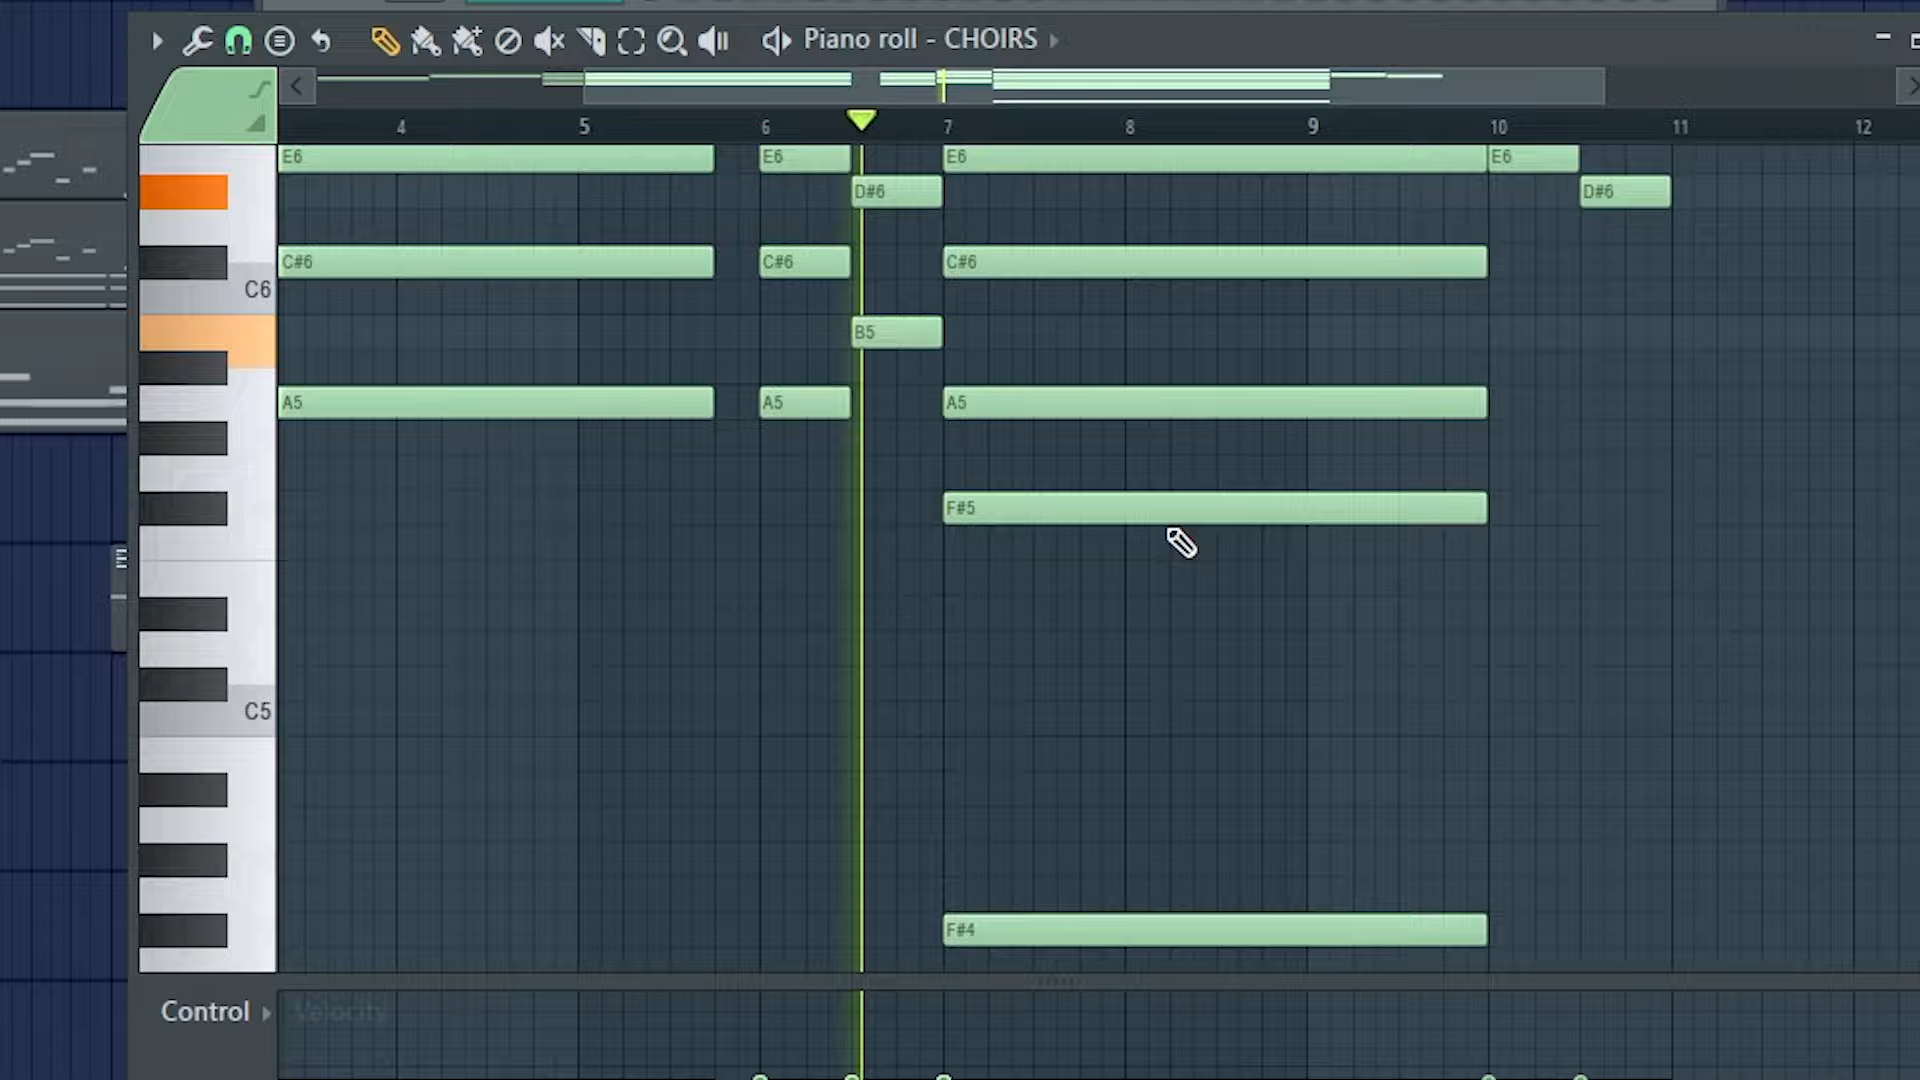 Piano roll - CHOIRS
4 5 6 7 8 9 10 11 12
E6 E6 E6 E6
D#6 D#6
C#6 C#6 C#6
C6
B5
A5 A5 A5
F#5
C5
F#4
Control Velocity